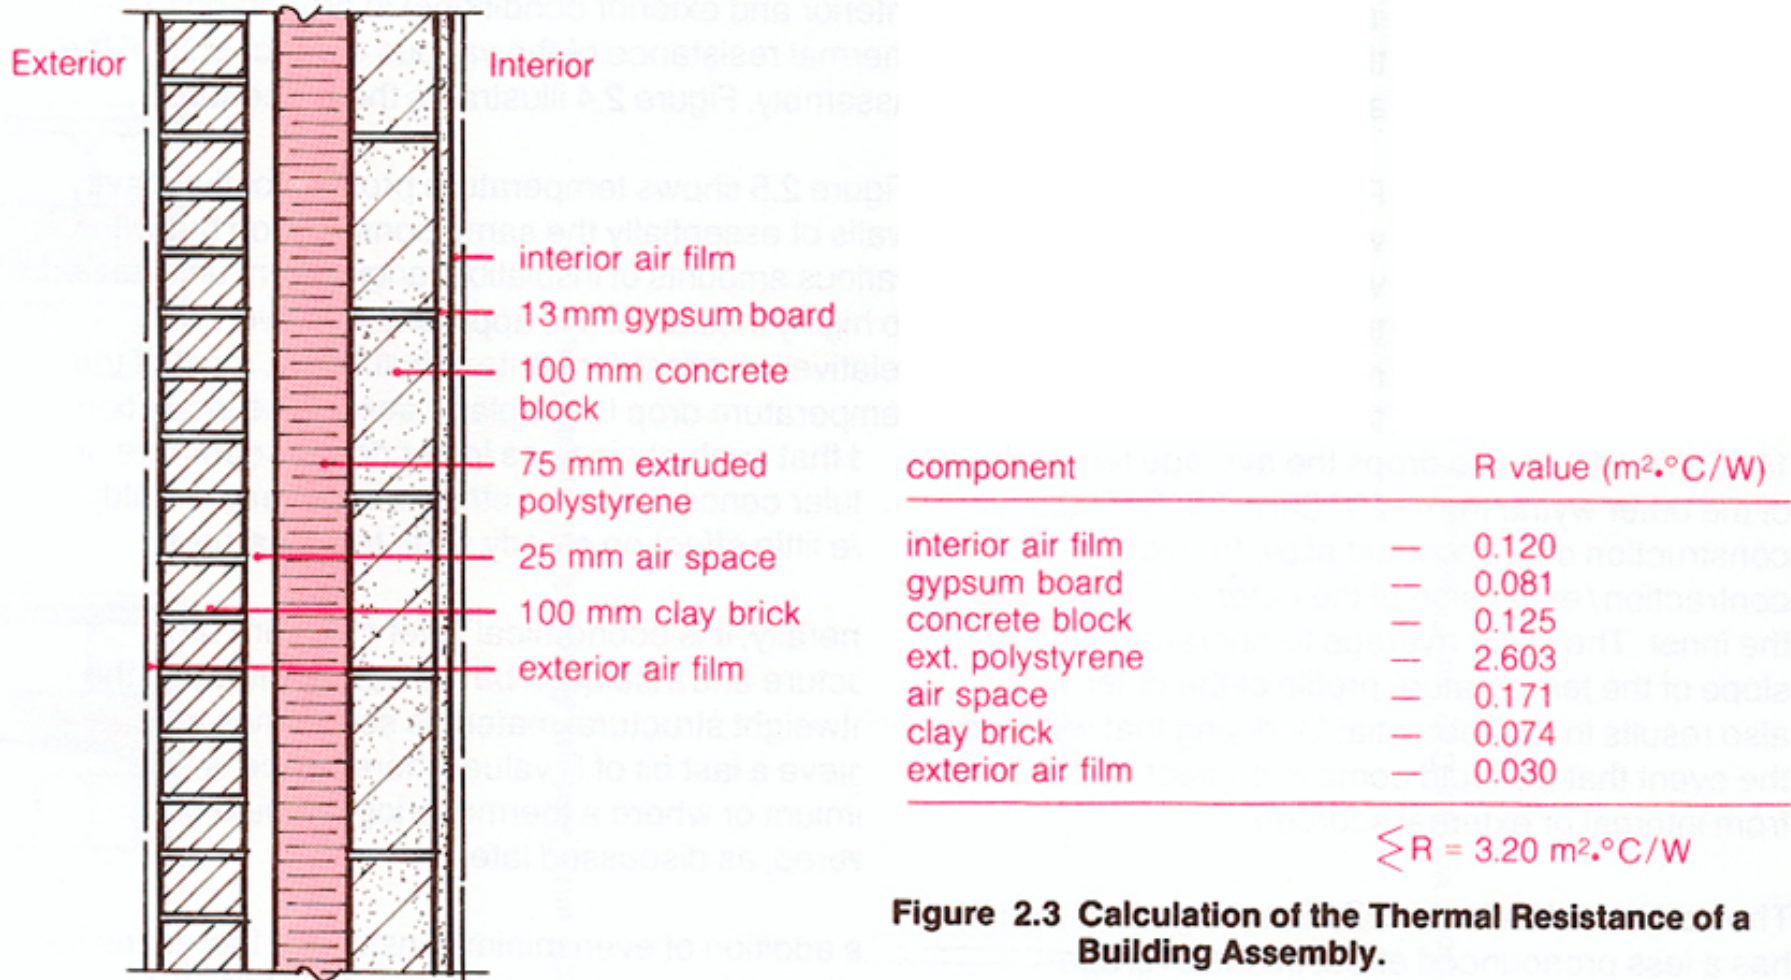 Exterior
Interior
interior air film
13 mm gypsum board
100 mm concrete
block
75 mm extruded
polystyrene
25 mm air space
100 mm clay brick
exterior air film
component R value (m²•°C/W)
interior air film — 0.120
gypsum board — 0.081
concrete block — 0.125
ext. polystyrene — 2.603
air space — 0.171
clay brick — 0.074
exterior air film — 0.030
∑R = 3.20 m²•°C/W
Figure 2.3 Calculation of the Thermal Resistance of a
Building Assembly.